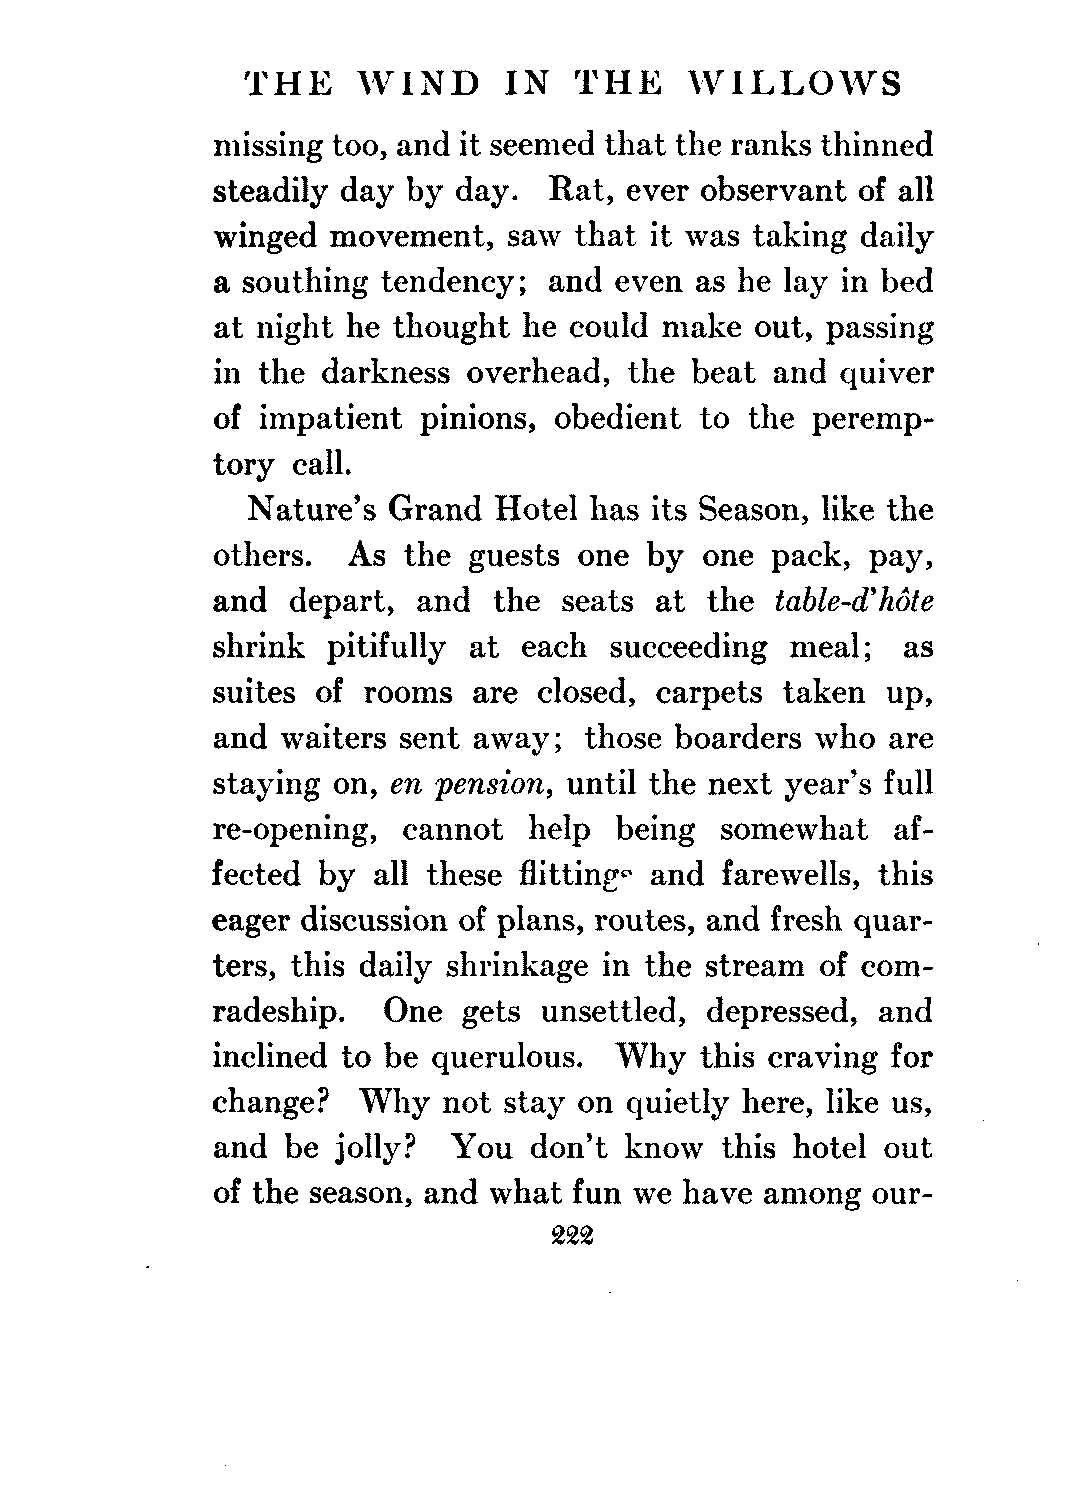 THE WIND IN THE WILLOWS
missing too, and it seemed that the ranks thinned
steadily day by day. Rat, ever observant of all
winged movement, saw that it was taking daily
a southing tendency; and even as he lay in bed
at night he thought he could make out, passing
in the darkness overhead, the beat and quiver
of impatient pinions, obedient to the peremp-
tory call.
Nature's Grand Hotel has its Season, like the
others. As the guests one by one pack, pay,
and depart, and the seats at the table-d'hôte
shrink pitifully at each succeeding meal; as
suites of rooms are closed, carpets taken up,
and waiters sent away; those boarders who are
staying on, en pension, until the next year's full
re-opening, cannot help being somewhat af-
fected by all these flittings and farewells, this
eager discussion of plans, routes, and fresh quar-
ters, this daily shrinkage in the stream of com-
radeship. One gets unsettled, depressed, and
inclined to be querulous. Why this craving for
change? Why not stay on quietly here, like us,
and be jolly? You don't know this hotel out
of the season, and what fun we have among our-
222